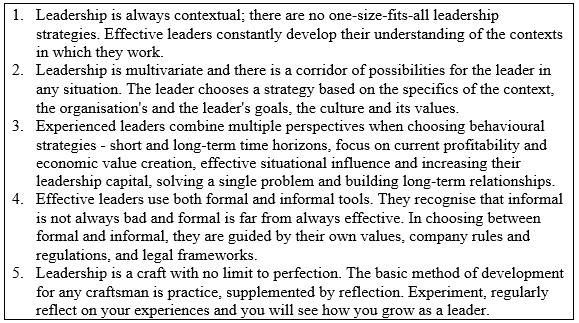 1. Leadership is always contextual; there are no one-size-fits-all leadership
strategies. Effective leaders constantly develop their understanding of the contexts
in which they work.
2. Leadership is multivariate and there is a corridor of possibilities for the leader in
any situation. The leader chooses a strategy based on the specifics of the context,
the organisation's and the leader's goals, the culture and its values.
3. Experienced leaders combine multiple perspectives when choosing behavioural
strategies - short and long-term time horizons, focus on current profitability and
economic value creation, effective situational influence and increasing their
leadership capital, solving a single problem and building long-term relationships.
4. Effective leaders use both formal and informal tools. They recognise that informal
is not always bad and formal is far from always effective. In choosing between
formal and informal, they are guided by their own values, company rules and
regulations, and legal frameworks.
5. Leadership is a craft with no limit to perfection. The basic method of development
for any craftsman is practice, supplemented by reflection. Experiment, regularly
reflect on your experiences and you will see how you grow as a leader.